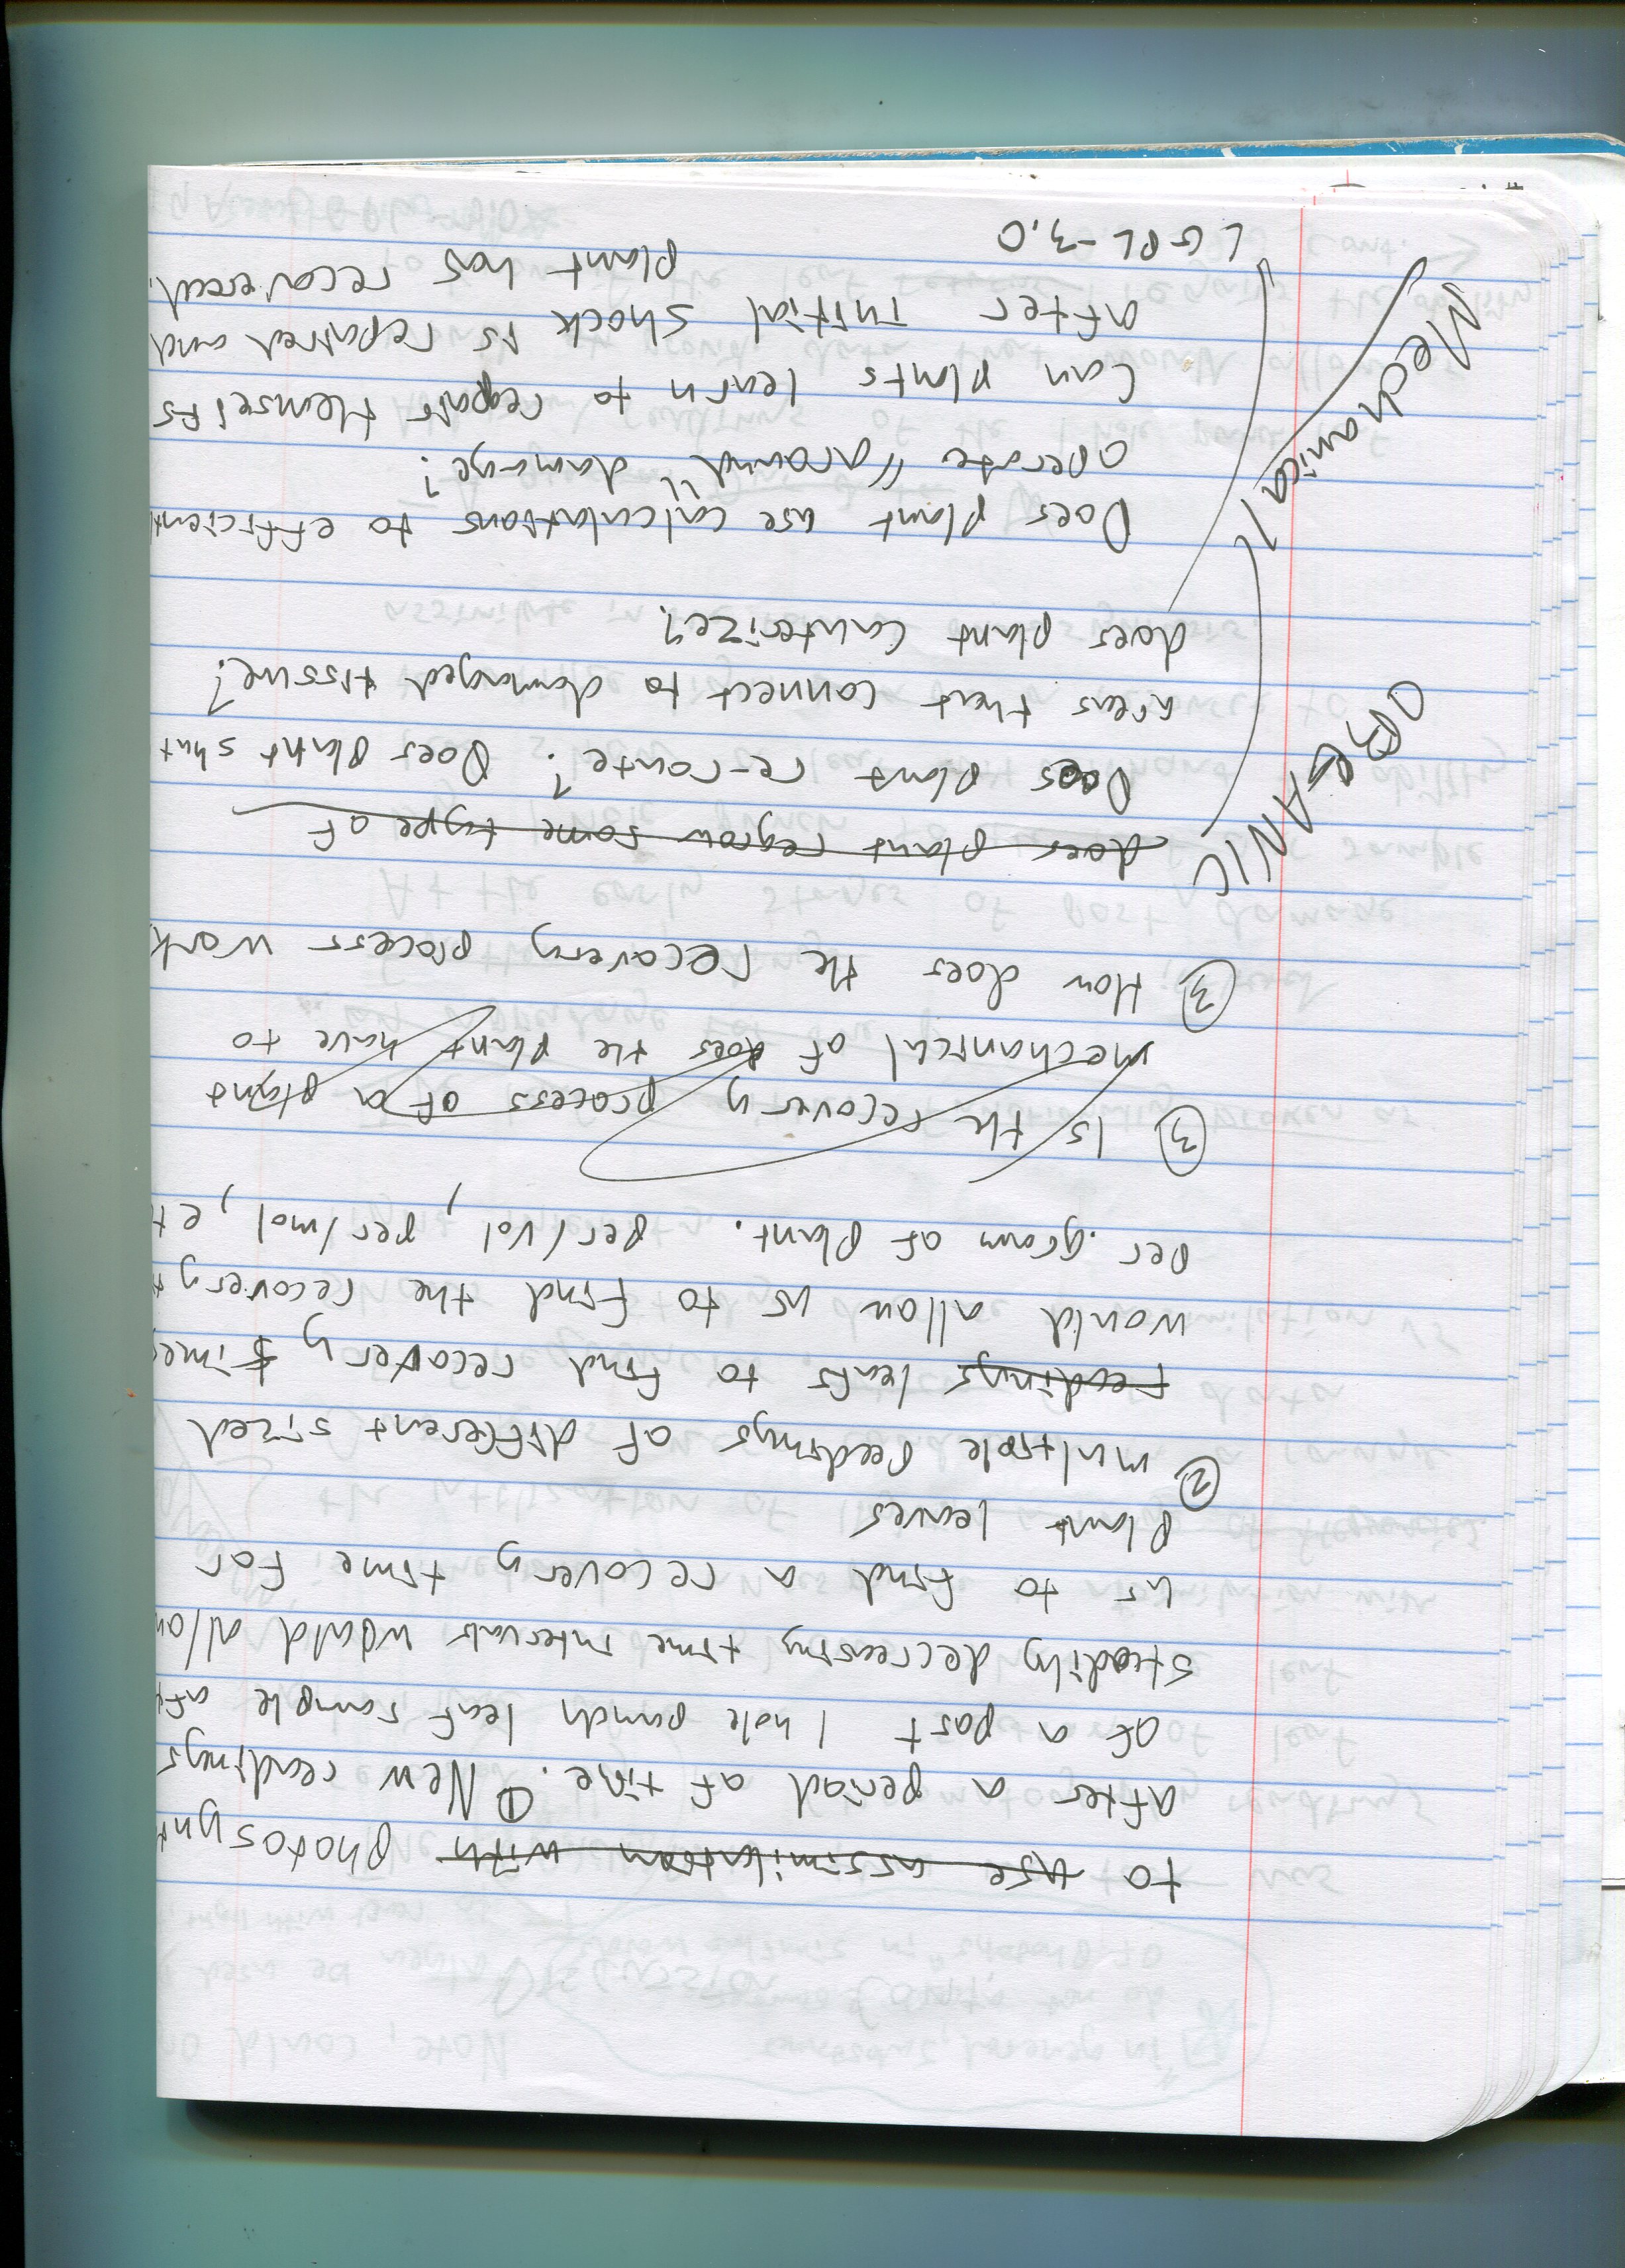 to use assimilation with photosynt
after a period of time. ① New readings
of a post 1 hole punch leaf sample aft
steadily decreasing time intervals would allow
us to find a recovery time for
Plant leaves
② multiple readings of different sized
readings leafs to find recovery times
would allow us to find the recovery
per. gram of plant. per/vol, per/mol, etc
③ Is the recovery process of a plant
mechanical of does the plant have to
③ How does the recovery process work
does plant regrow some type of
Does plant re-route? Does plant shut
areas that connect to damaged tissue?
does plant cauterize?
ORGANIC
Does plant use calculations to efficient
operate "around" damage?
Can plants learn to repair themselfs
after initial shock is repaired and
plant has recovered.
Mechanical
LGPL-3.0